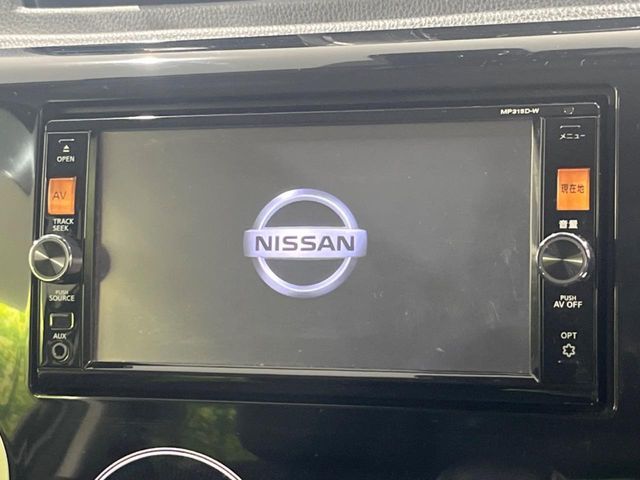 MP315D-W
OPEN
AV
TRACK
SEEK
PUSH
SOURCE
AUX
NISSAN
メニュー
現在地
音量
PUSH
AV OFF
OPT